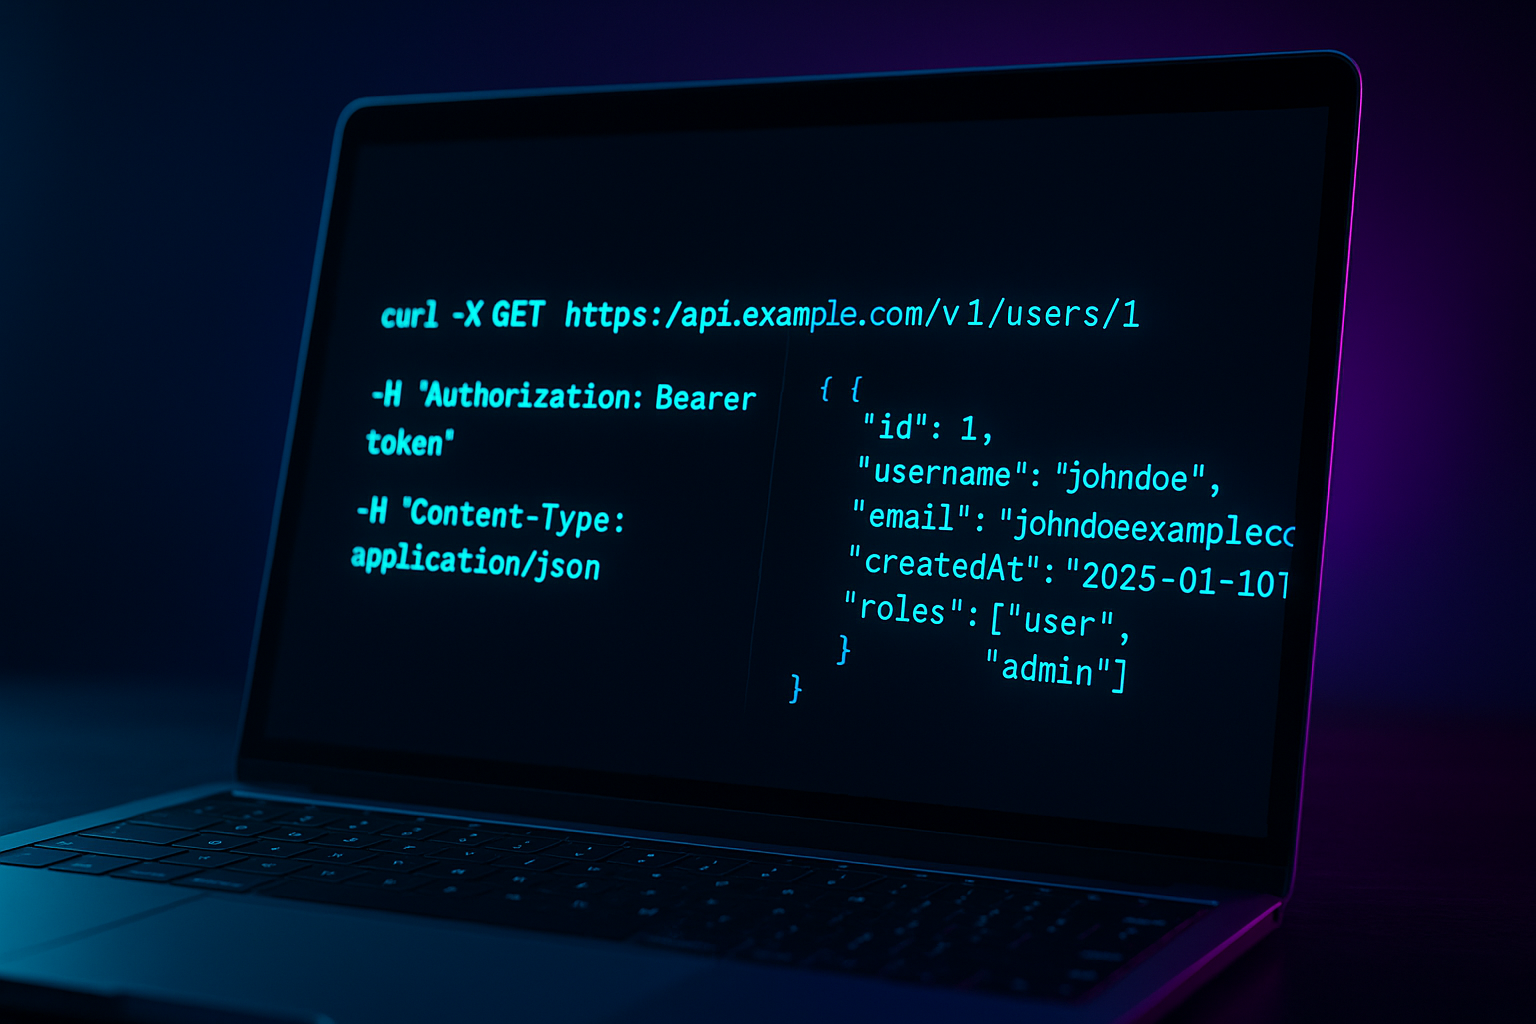 curl -X GET https:/api.example.com/v1/users/1
-H "Authorization: Bearer
token"
-H "Content-Type:
application/json
{ {
"id": 1,
"username": "johndoe",
"email": "johndoeexamplecc
"createdAt": "2025-01-10T
"roles": ["user",
}
"admin"]
}